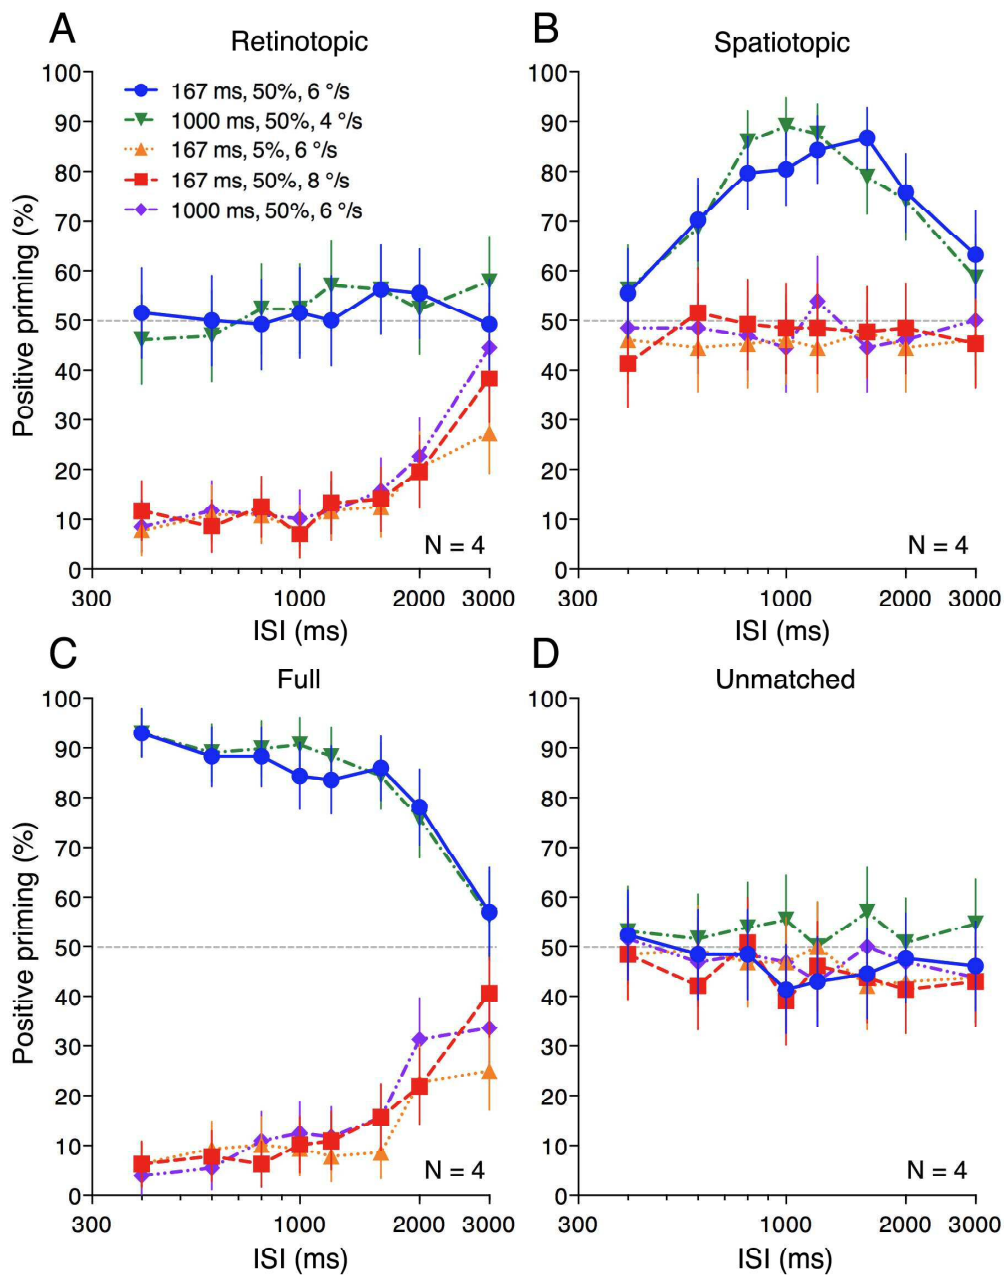 A
Retinotopic
100
90
80
70
60
50
40
30
20
10
0
Positive priming (%)
167 ms, 50%, 6 °/s
1000 ms, 50%, 4 °/s
167 ms, 5%, 6 °/s
167 ms, 50%, 8 °/s
1000 ms, 50%, 6 °/s
N = 4
300 1000 2000 3000
ISI (ms)
B
Spatiotopic
100
90
80
70
60
50
40
30
20
10
0
N = 4
300 1000 2000 3000
ISI (ms)
C
Full
100
90
80
70
60
50
40
30
20
10
0
Positive priming (%)
N = 4
300 1000 2000 3000
ISI (ms)
D
Unmatched
100
90
80
70
60
50
40
30
20
10
0
N = 4
300 1000 2000 3000
ISI (ms)